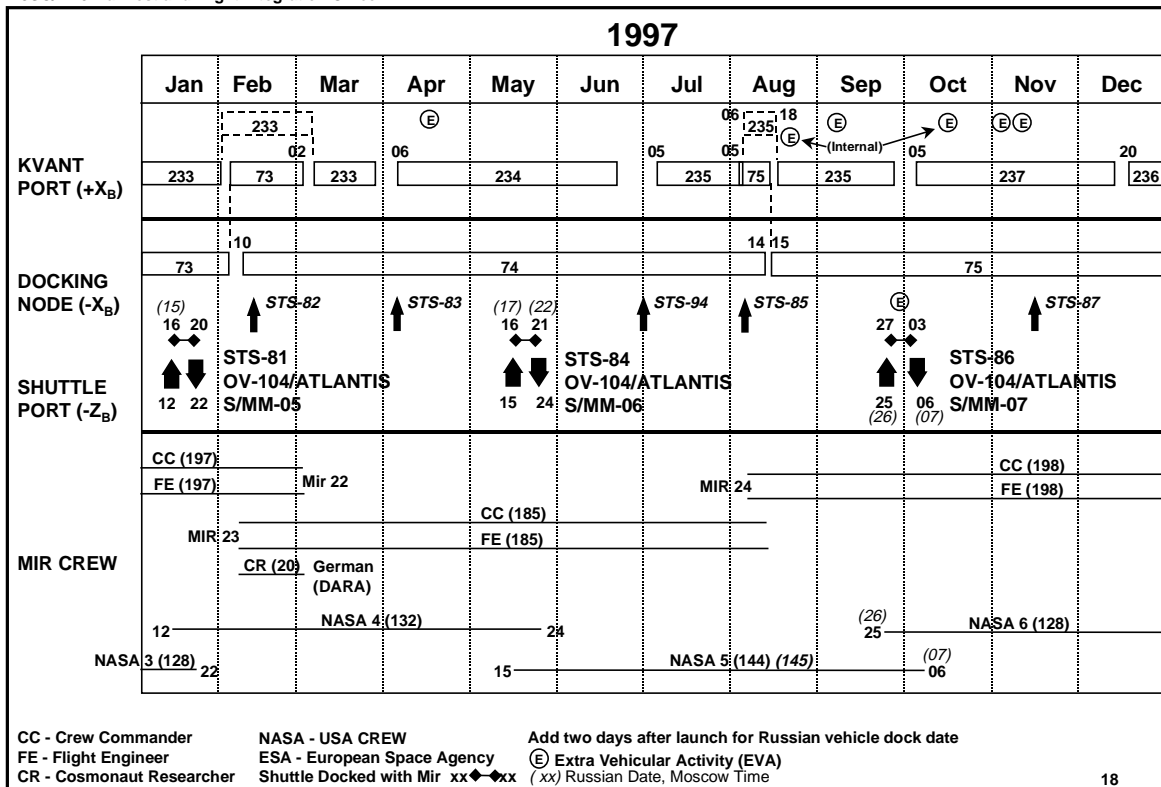 1997
Jan Feb Mar Apr May Jun Jul Aug Sep Oct Nov Dec
233 E 06 235 18 E E E E E
(Internal)
KVANT
PORT (+XB)
02 06 05 05 05 20
233 73 233 234 235 75 235 237 236
10 14 15
73 74 75
DOCKING
NODE (-XB)
STS-82 STS-83 STS-94 STS-85 E STS-87
(15) (17) (22)
16 20 16 21 27 03
SHUTTLE
PORT (-ZB)
12 22
STS-81
OV-104/ATLANTIS
S/MM-05
15 24
STS-84
OV-104/ATLANTIS
S/MM-06
25 06
(26) (07)
STS-86
OV-104/ATLANTIS
S/MM-07
MIR CREW
CC (197)
FE (197) Mir 22
MIR 24 CC (198)
FE (198)
MIR 23 CC (185)
FE (185)
CR (20) German
(DARA)
12 NASA 4 (132) 24
(26)
25 NASA 6 (128)
NASA 3 (128) 22
15 NASA 5 (144) (145)
(07)
06
CC - Crew Commander
FE - Flight Engineer
CR - Cosmonaut Researcher
NASA - USA CREW
ESA - European Space Agency
Shuttle Docked with Mir xx xx
Add two days after launch for Russian vehicle dock date
E Extra Vehicular Activity (EVA)
( xx) Russian Date, Moscow Time
18